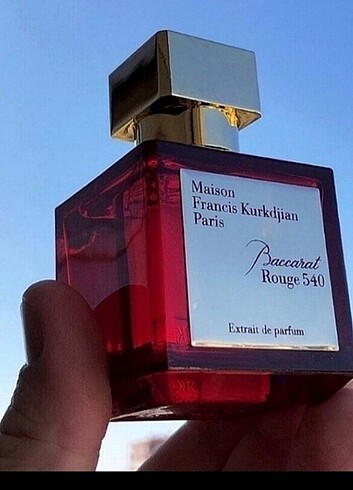 Maison
Francis Kurkdjian
Paris
Baccarat
Rouge 540
Extrait de parfum